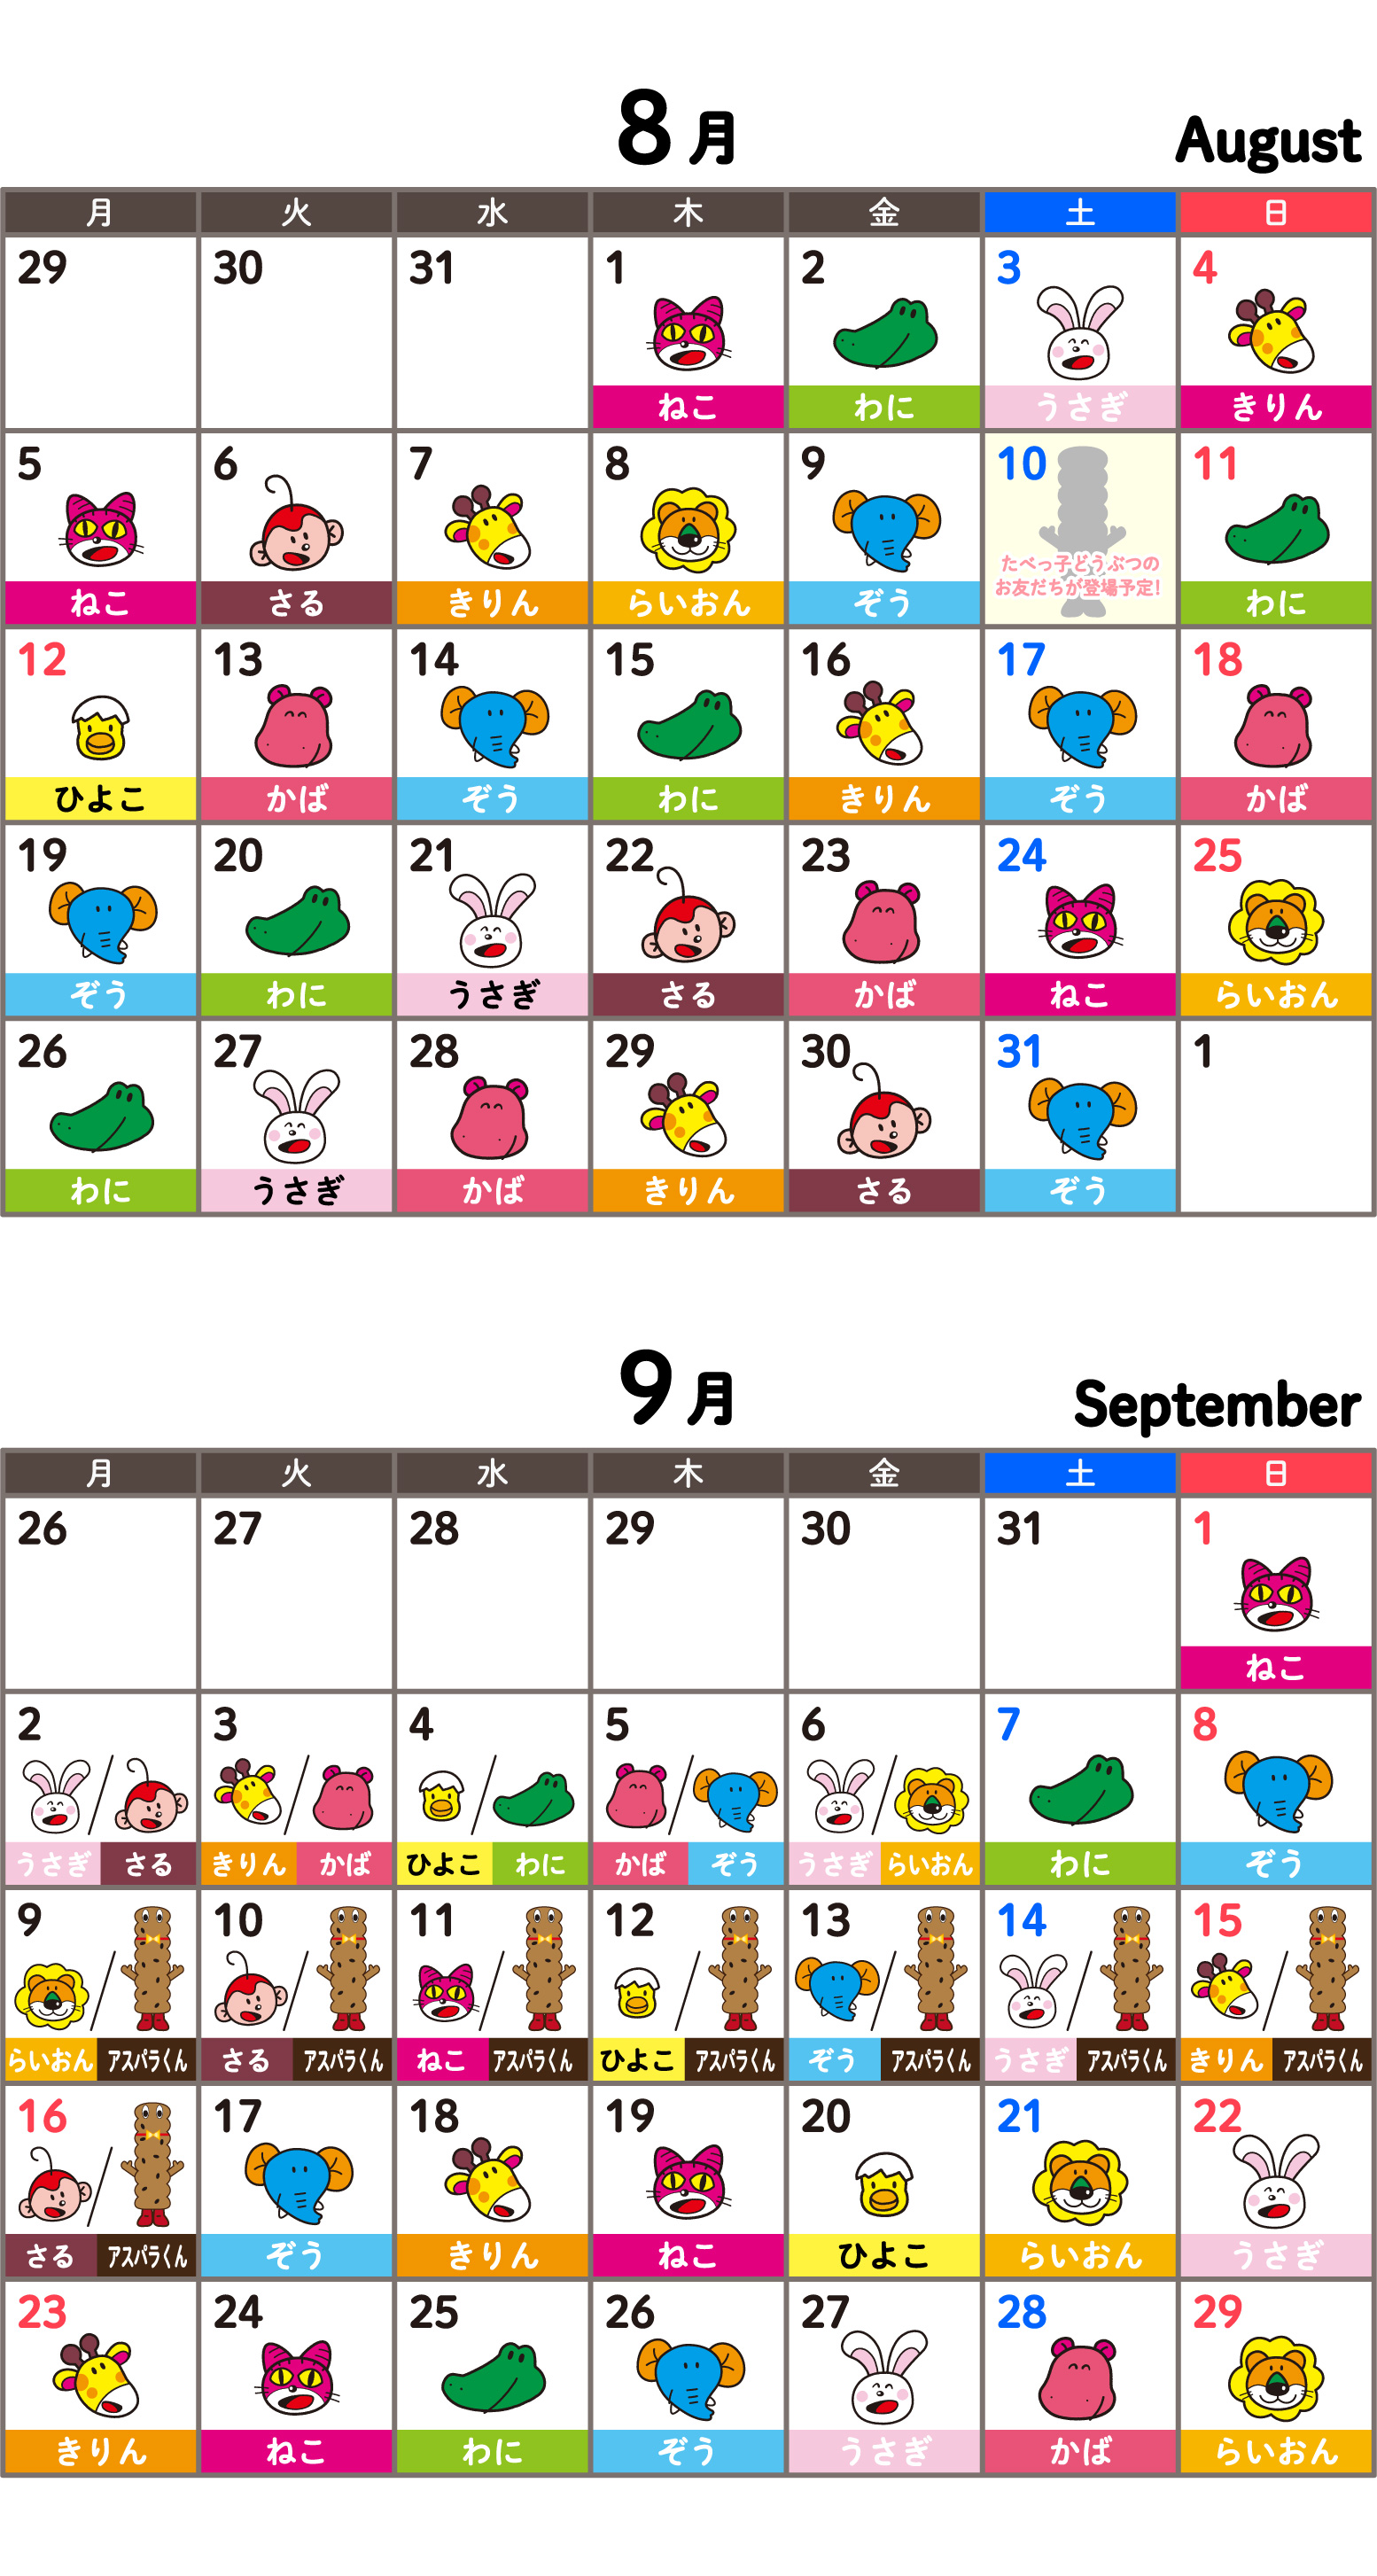 8月 August
月 火 水 木 金 土 日
29 30 31 1 2 3 4
ねこ わに うさぎ きりん
5 6 7 8 9 10 11
たべっ子どうぶつの
お友だちが登場予定!
ねこ さる きりん らいおん ぞう わに
12 13 14 15 16 17 18
ひよこ かば ぞう わに きりん ぞう かば
19 20 21 22 23 24 25
ぞう わに うさぎ さる かば ねこ らいおん
26 27 28 29 30 31 1
わに うさぎ かば きりん さる ぞう
9月 September
月 火 水 木 金 土 日
26 27 28 29 30 31 1
ねこ
2 3 4 5 6 7 8
うさぎ さる きりん かば ひよこ わに かば ぞう うさぎ らいおん わに ぞう
9 10 11 12 13 14 15
らいおん アスパラくん さる アスパラくん ねこ アスパラくん ひよこ アスパラくん ぞう アスパラくん うさぎ アスパラくん きりん アスパラくん
16 17 18 19 20 21 22
さる アスパラくん ぞう きりん ねこ ひよこ らいおん うさぎ
23 24 25 26 27 28 29
きりん ねこ わに ぞう うさぎ かば らいおん